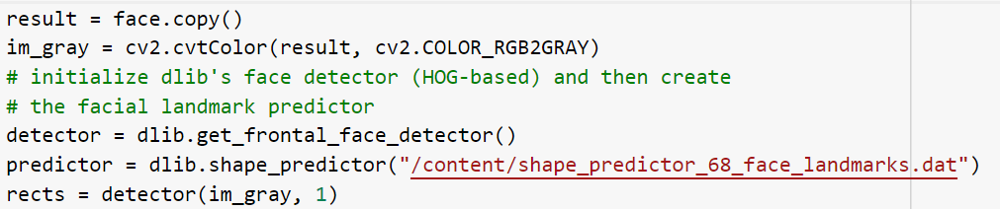 result = face.copy()
im_gray = cv2.cvtColor(result, cv2.COLOR_RGB2GRAY)
# initialize dlib's face detector (HOG-based) and then create
# the facial landmark predictor
detector = dlib.get_frontal_face_detector()
predictor = dlib.shape_predictor("/content/shape_predictor_68_face_landmarks.dat")
rects = detector(im_gray, 1)